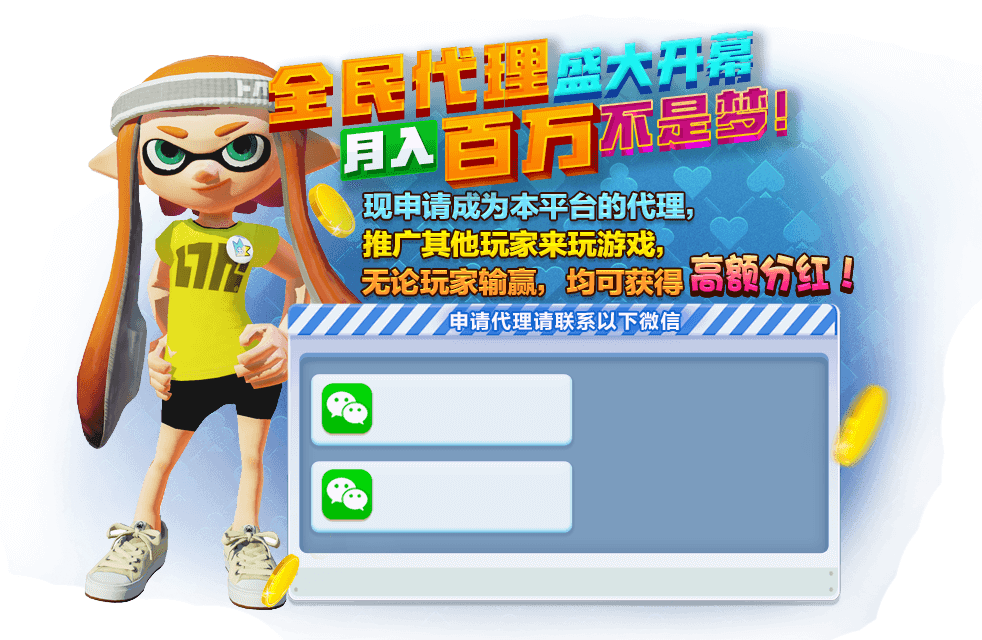 全民代理盛大开幕
月入百万不是梦!
现申请成为本平台的代理,
推广其他玩家来玩游戏,
无论玩家输赢,均可获得高额分红!
申请代理请联系以下微信